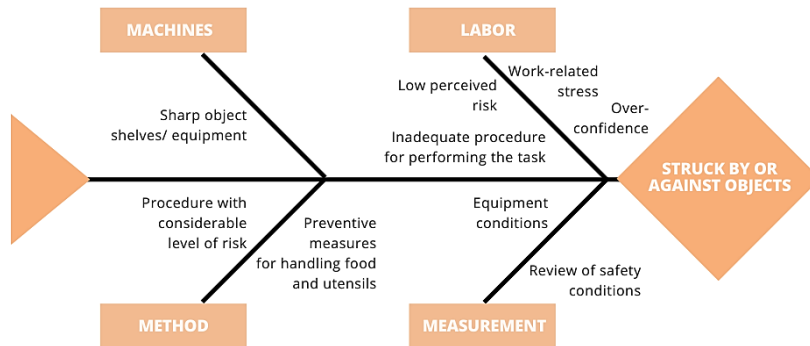 MACHINES
LABOR
Sharp object
shelves/ equipment
Low perceived
risk
Work-related
stress
Over-
confidence
Inadequate procedure
for performing the task
STRUCK BY OR
AGAINST OBJECTS
Procedure with
considerable
level of risk
Preventive
measures
for handling food
and utensils
Equipment
conditions
Review of safety
conditions
METHOD
MEASUREMENT